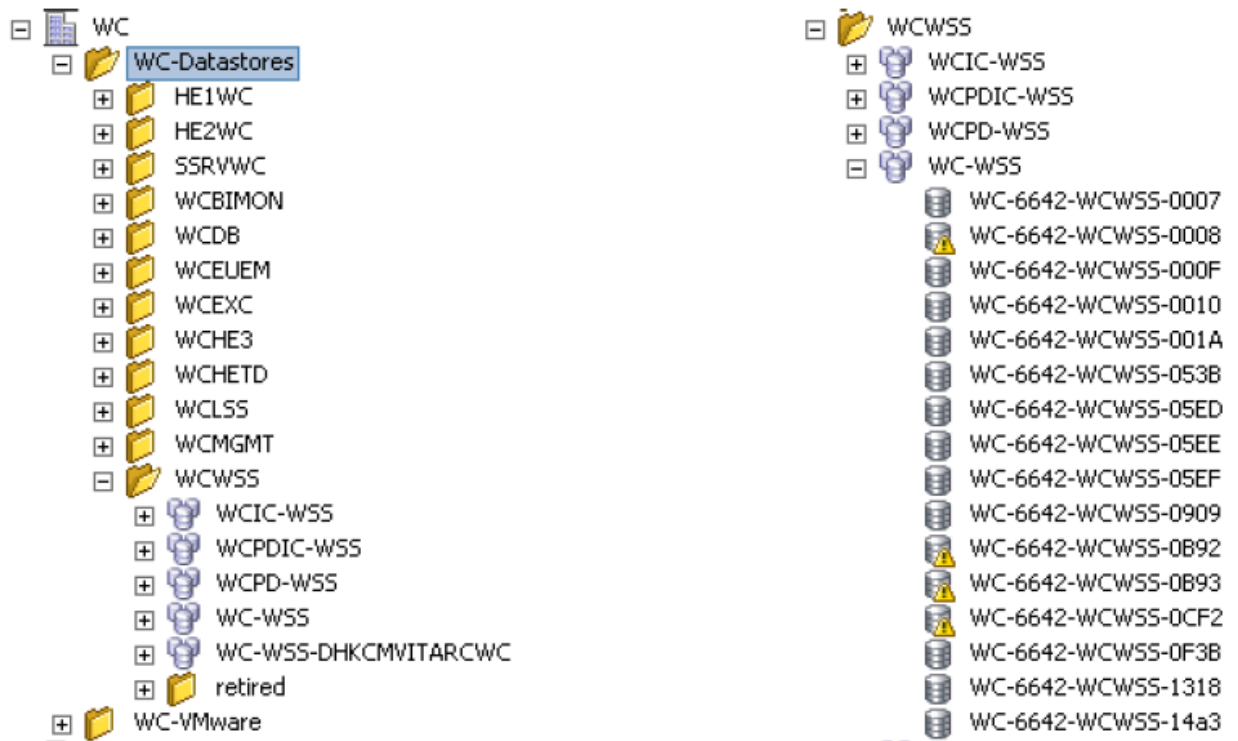 WC
WC-Datastores
HE1WC
HE2WC
SSRVWC
WCBIMON
WCDB
WCEUEM
WCEXC
WCHE3
WCHETD
WCLSS
WCMGMT
WCWSS
WCIC-WSS
WCPDIC-WSS
WCPD-WSS
WC-WSS
WC-WSS-DHKCMVITARCWC
retired
WC-VMware
WCWSS
WCIC-WSS
WCPDIC-WSS
WCPD-WSS
WC-WSS
WC-6642-WCWSS-0007
WC-6642-WCWSS-0008
WC-6642-WCWSS-000F
WC-6642-WCWSS-0010
WC-6642-WCWSS-001A
WC-6642-WCWSS-053B
WC-6642-WCWSS-05ED
WC-6642-WCWSS-05EE
WC-6642-WCWSS-05EF
WC-6642-WCWSS-0909
WC-6642-WCWSS-0B92
WC-6642-WCWSS-0B93
WC-6642-WCWSS-0CF2
WC-6642-WCWSS-0F3B
WC-6642-WCWSS-1318
WC-6642-WCWSS-14a3